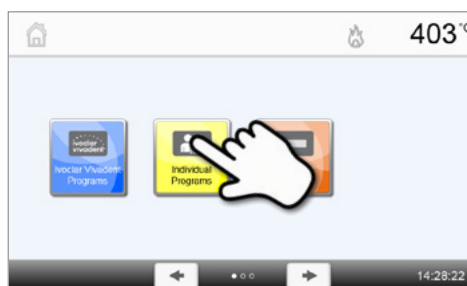 403°
ivoclar
vivadent
Ivoclar Vivadent
Programs
Individual
Programs
14:28:22